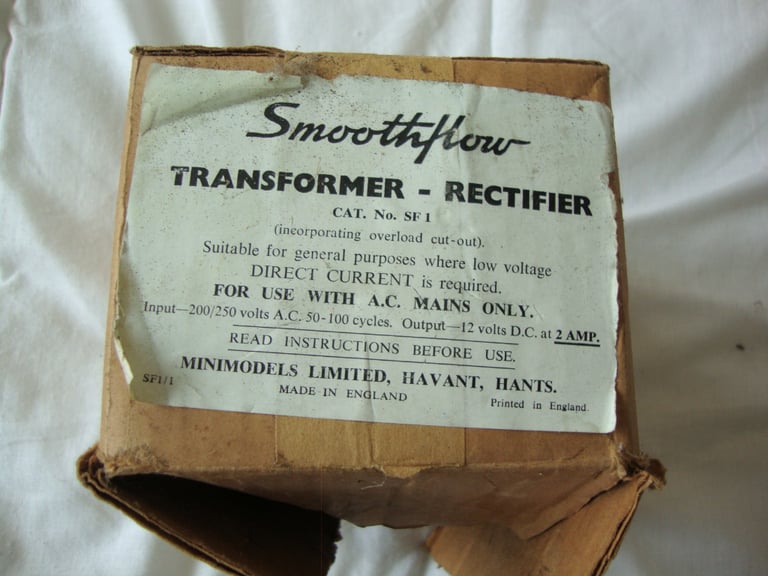 Smoothflow
TRANSFORMER - RECTIFIER
CAT. No. SF 1
(incorporating overload cut-out).
Suitable for general purposes where low voltage
DIRECT CURRENT is required.
FOR USE WITH A.C. MAINS ONLY.
Input—200/250 volts A.C. 50-100 cycles. Output—12 volts D.C. at 2 AMP.
READ INSTRUCTIONS BEFORE USE.
MINIMODELS LIMITED, HAVANT, HANTS.
SF1/1
MADE IN ENGLAND
Printed in England.